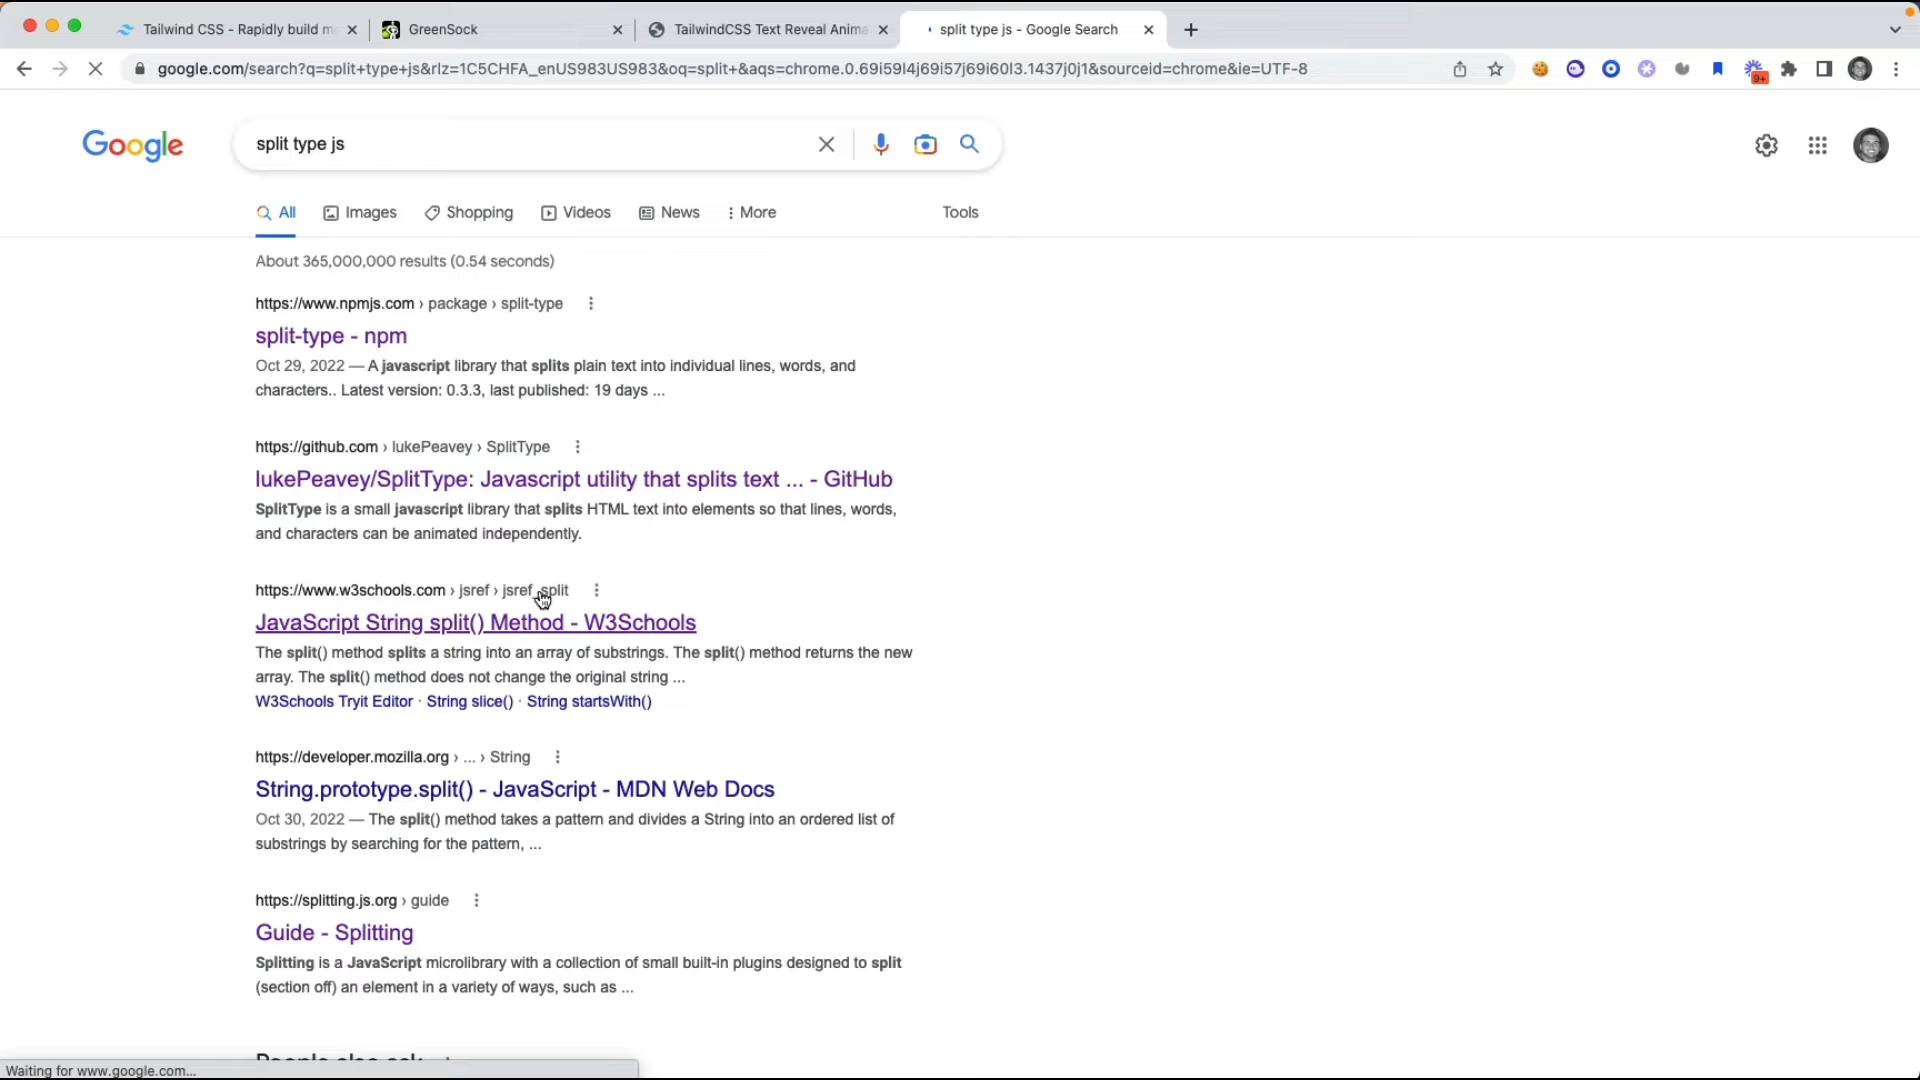 Tailwind CSS - Rapidly build m
GreenSock
TailwindCSS Text Reveal Anima
split type js - Google Search
google.com/search?q=split+type+js&rlz=1C5CHFA_enUS983US983&oq=split+&aqs=chrome.0.69i59l4j69i57j69i60l3.1437j0j1&sourceid=chrome&ie=UTF-8
9+
Google
split type js
All
Images
Shopping
Videos
News
More
Tools
About 365,000,000 results (0.54 seconds)
https://www.npmjs.com › package › split-type
split-type - npm
Oct 29, 2022 — A javascript library that splits plain text into individual lines, words, and
characters.. Latest version: 0.3.3, last published: 19 days ...
https://github.com › lukePeavey › SplitType
lukePeavey/SplitType: Javascript utility that splits text ... - GitHub
SplitType is a small javascript library that splits HTML text into elements so that lines, words,
and characters can be animated independently.
https://www.w3schools.com › jsref › jsref_split
JavaScript String split() Method - W3Schools
The split() method splits a string into an array of substrings. The split() method returns the new
array. The split() method does not change the original string ...
W3Schools Tryit Editor · String slice() · String startsWith()
https://developer.mozilla.org › ... › String
String.prototype.split() - JavaScript - MDN Web Docs
Oct 30, 2022 — The split() method takes a pattern and divides a String into an ordered list of
substrings by searching for the pattern, ...
https://splitting.js.org › guide
Guide - Splitting
Splitting is a JavaScript microlibrary with a collection of small built-in plugins designed to split
(section off) an element in a variety of ways, such as ...
People also ask
Waiting for www.google.com...